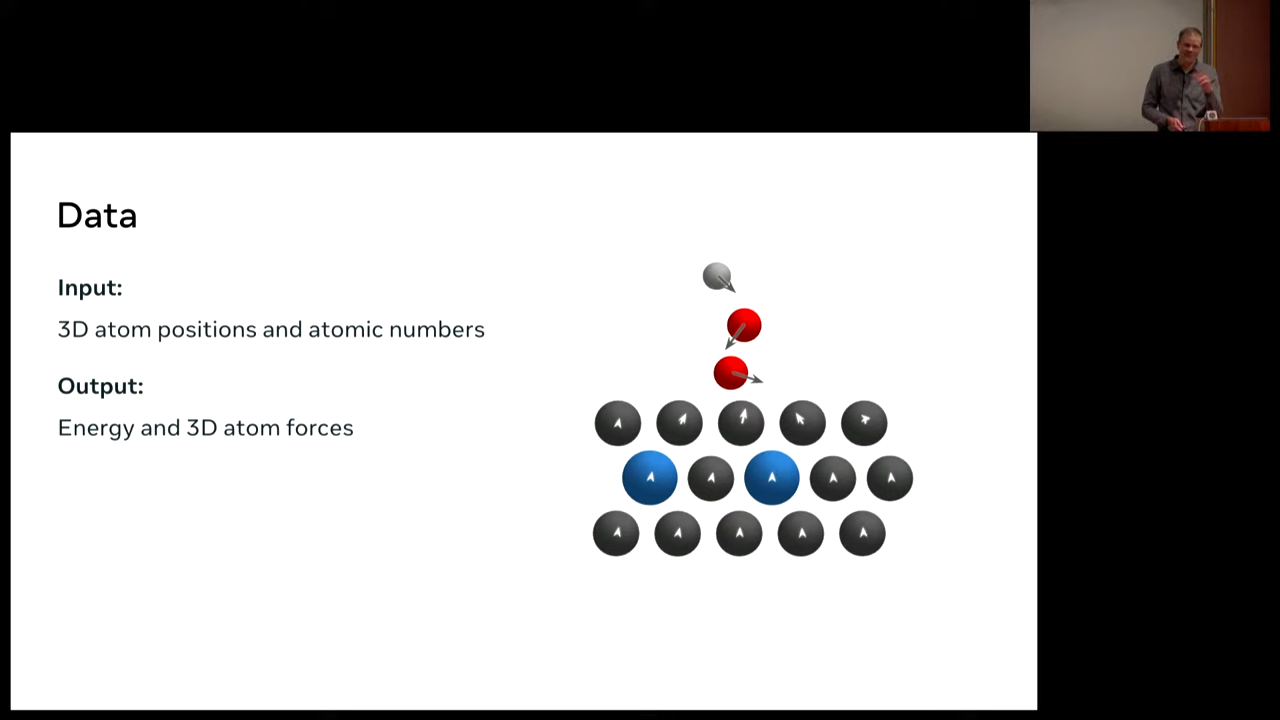 Data
Input:
3D atom positions and atomic numbers
Output:
Energy and 3D atom forces